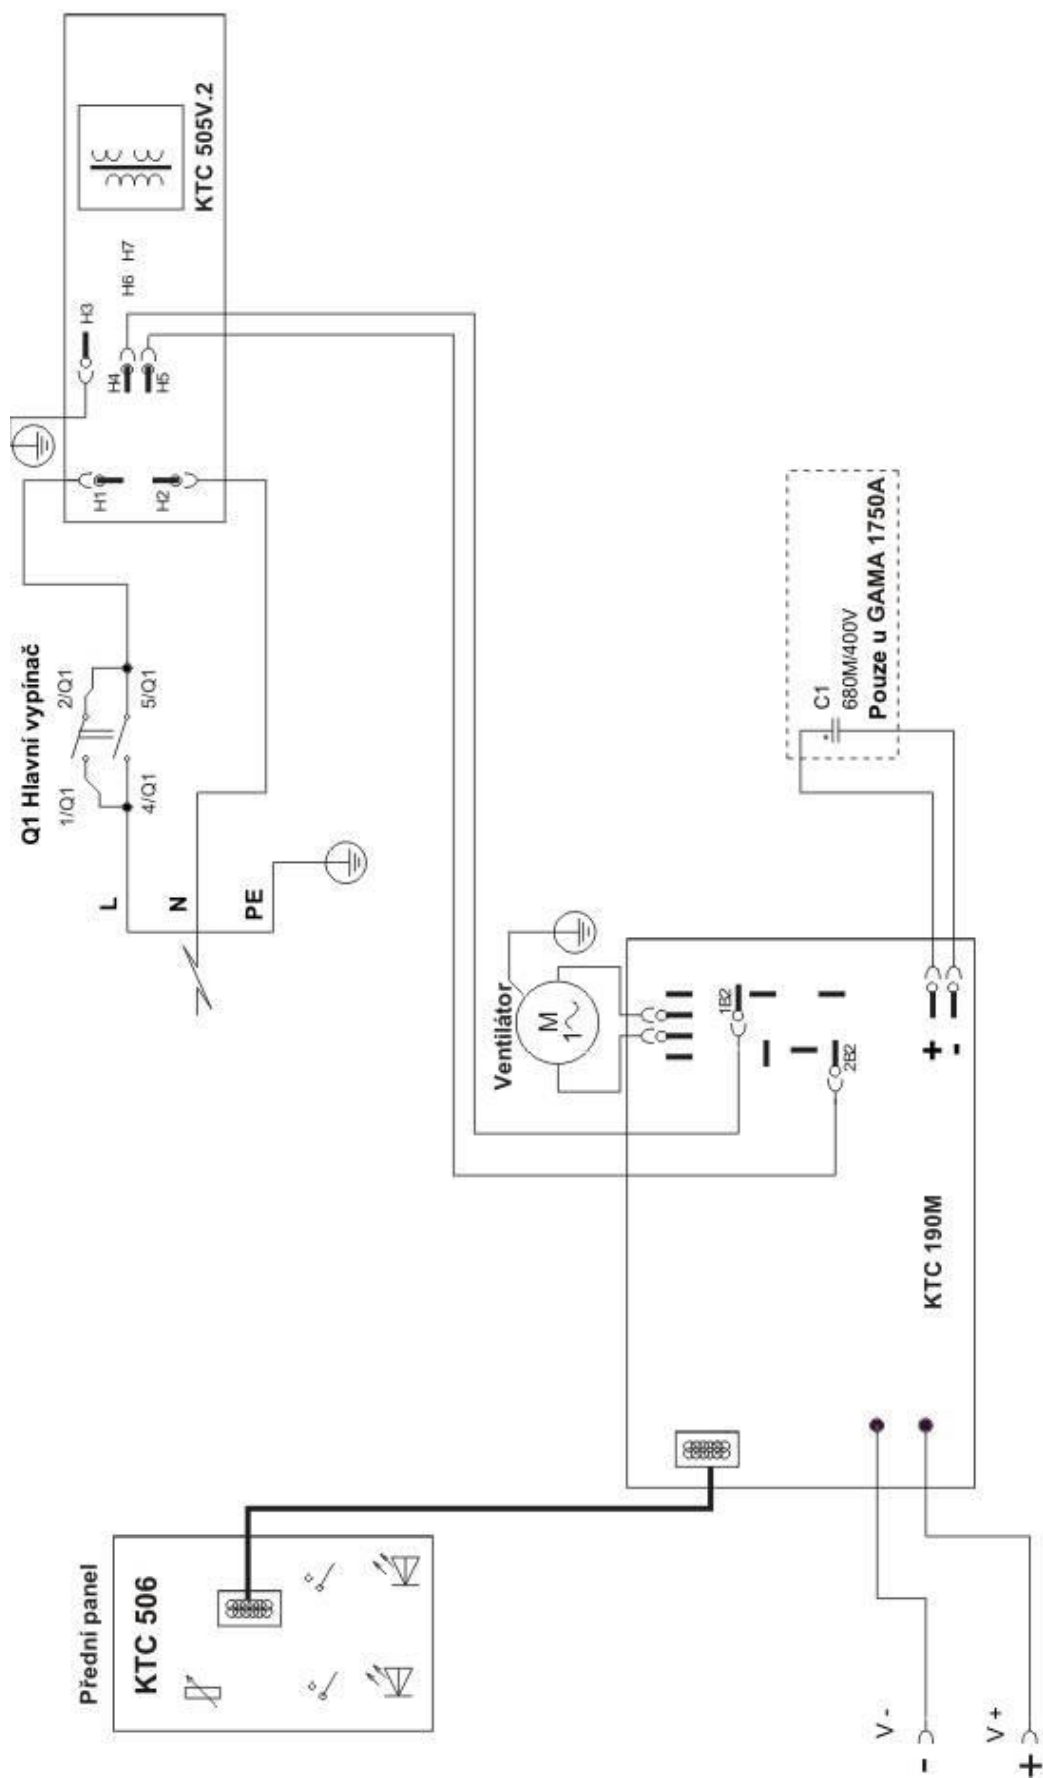 Přední panel
KTC 506
V -
-
V +
+
KTC 190M
Ventilátor
M
1
1B2
2B2
+
-
C1
680M/400V
Pouze u GAMA 1750A
L
N
PE
Q1 Hlavní vypínač
1/Q1
2/Q1
4/Q1
5/Q1
H1
H2
H3
H4
H5
H6 H7
KTC 505V.2